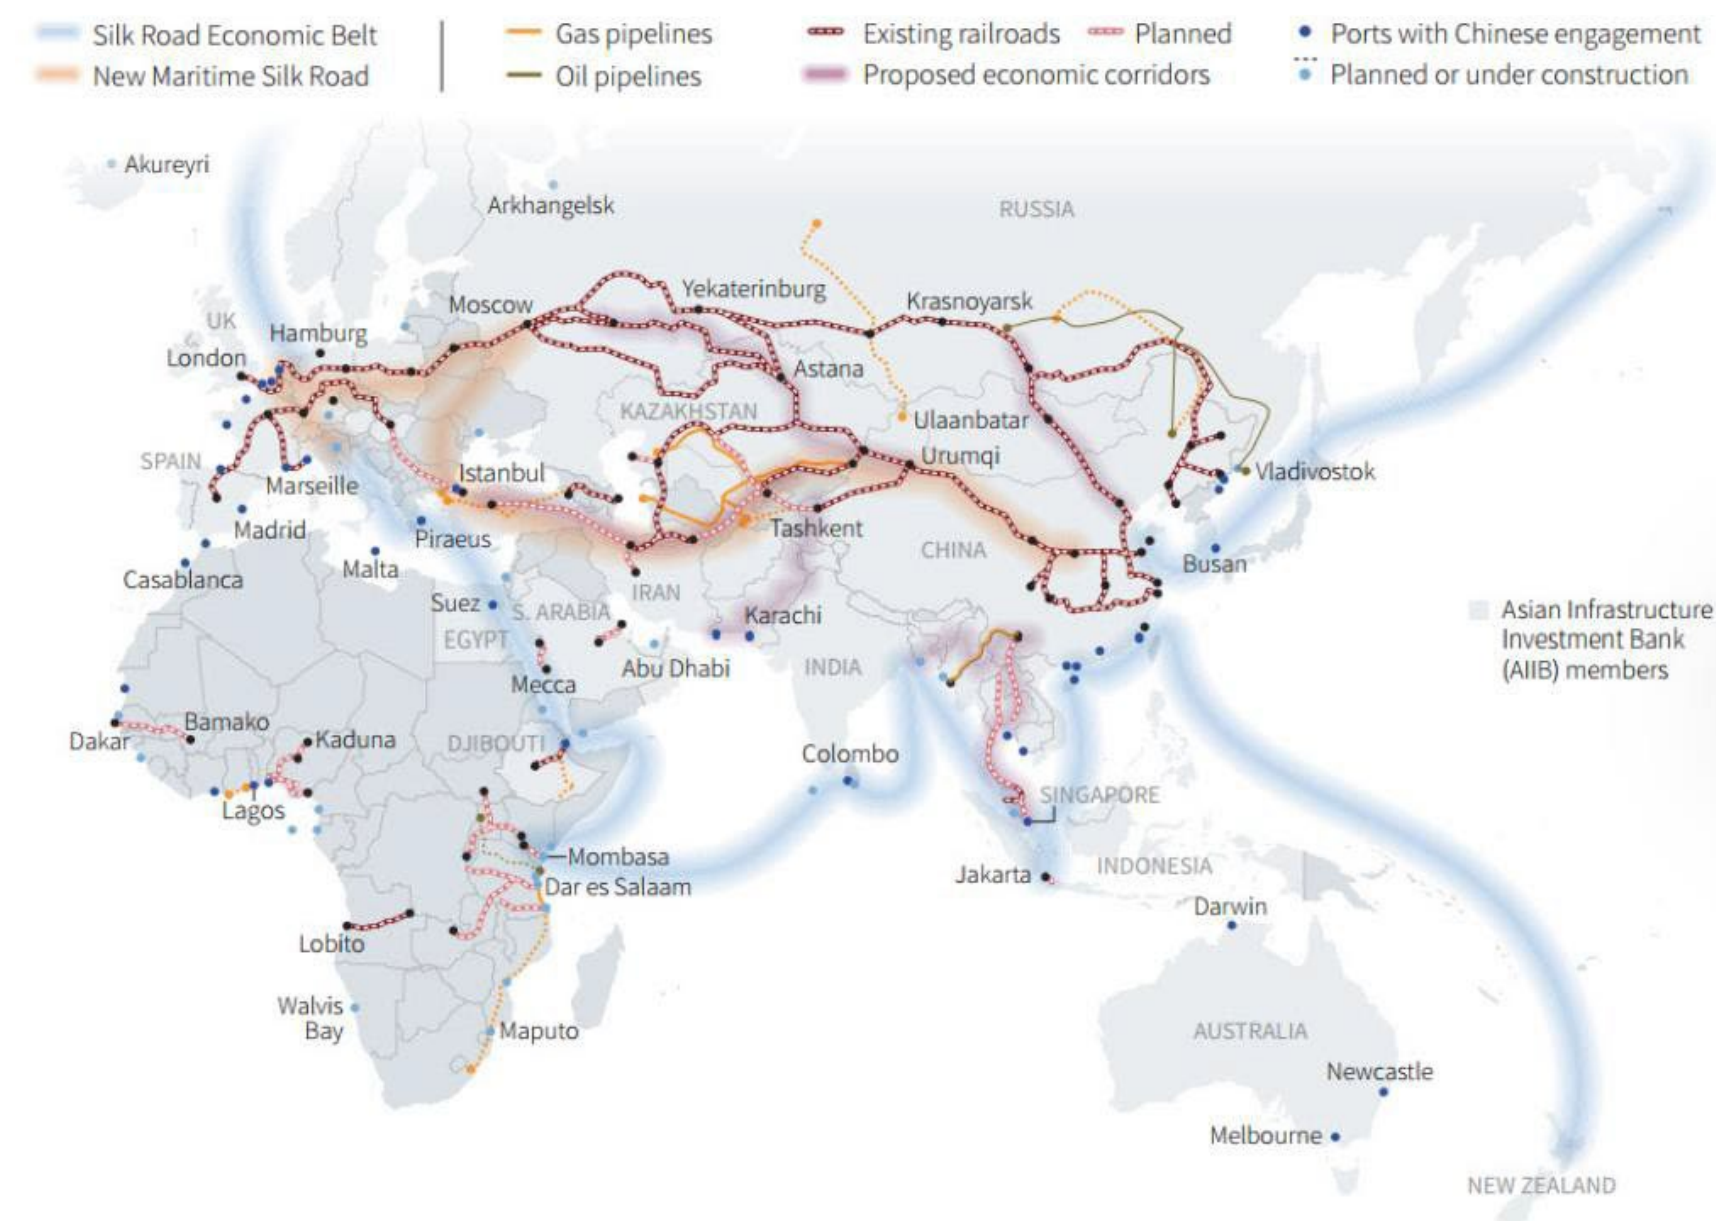 Silk Road Economic Belt
New Maritime Silk Road
Gas pipelines
Oil pipelines
Existing railroads
Planned
Proposed economic corridors
Ports with Chinese engagement
Planned or under construction
Akureyri
Arkhangelsk
RUSSIA
Yekaterinburg
Krasnoyarsk
Moscow
UK
Hamburg
London
Astana
KAZAKHSTAN
Ulaanbatar
Urumqi
SPAIN
Istanbul
Vladivostok
Marseille
Madrid
Piraeus
Tashkent
CHINA
Busan
Casablanca
Malta
IRAN
Suez
S. ARABIA
Karachi
EGYPT
Abu Dhabi
INDIA
Mecca
Asian Infrastructure
Investment Bank
(AIIB) members
Bamako
Dakar
Kaduna
DJIBOUTI
Colombo
Lagos
SINGAPORE
Mombasa
Jakarta
INDONESIA
Dar es Salaam
Darwin
Lobito
Walvis
Bay
Maputo
AUSTRALIA
Newcastle
Melbourne
NEW ZEALAND